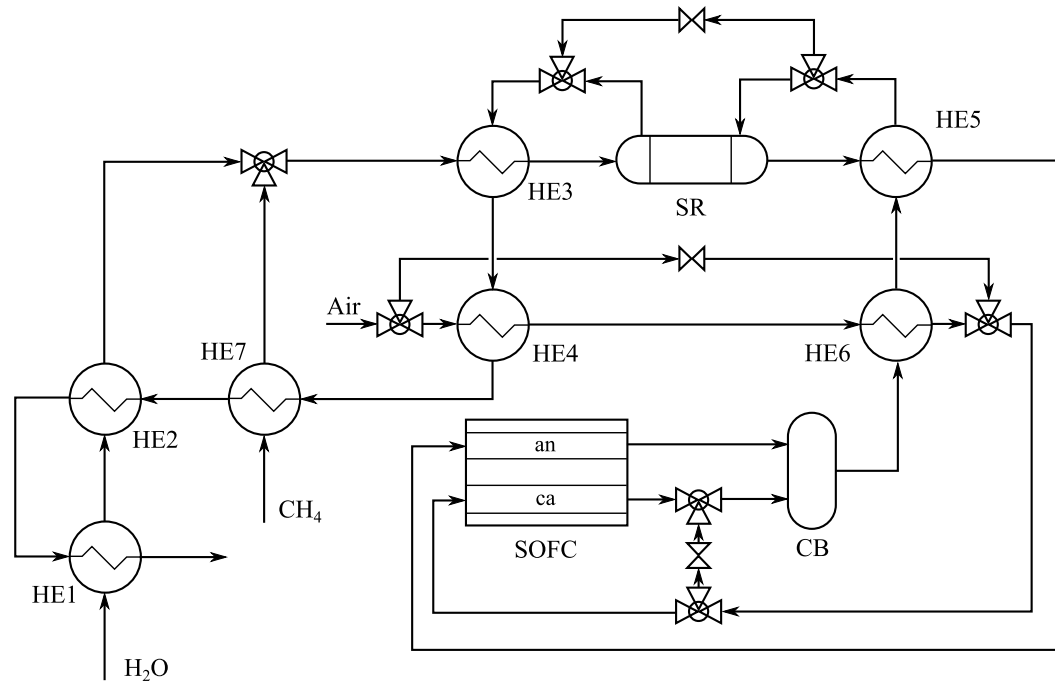 HE5
HE3
SR
Air
HE4
HE6
HE7
HE2
an
ca
CH₄
SOFC
CB
HE1
H₂O